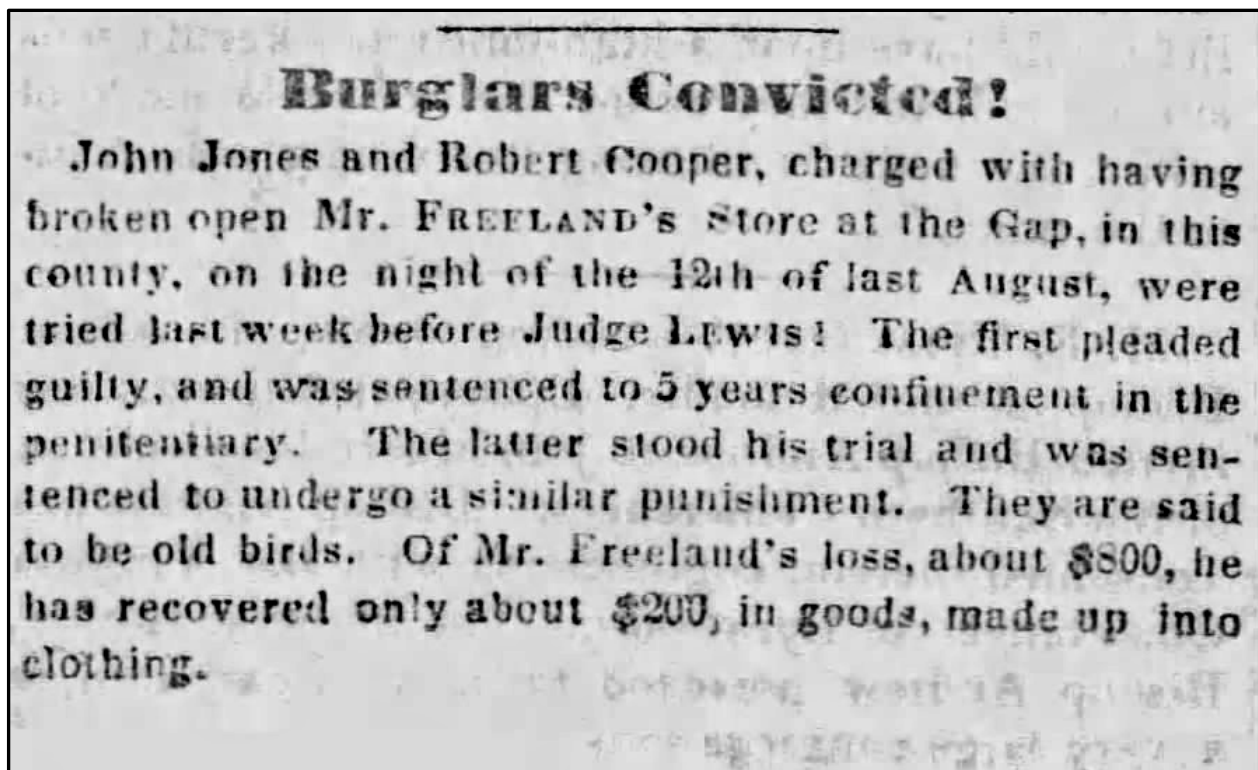 Burglars Convicted!
John Jones and Robert Cooper, charged with having
broken open Mr. FREELAND'S Store at the Gap, in this
county, on the night of the 12th of last August, were
tried last week before Judge LEWIS! The first pleaded
guilty, and was sentenced to 5 years confinement in the
penitentiary. The latter stood his trial and was sen-
tenced to undergo a similar punishment. They are said
to be old birds. Of Mr. Freeland's loss, about $800, he
has recovered only about $200, in goods, made up into
clothing.